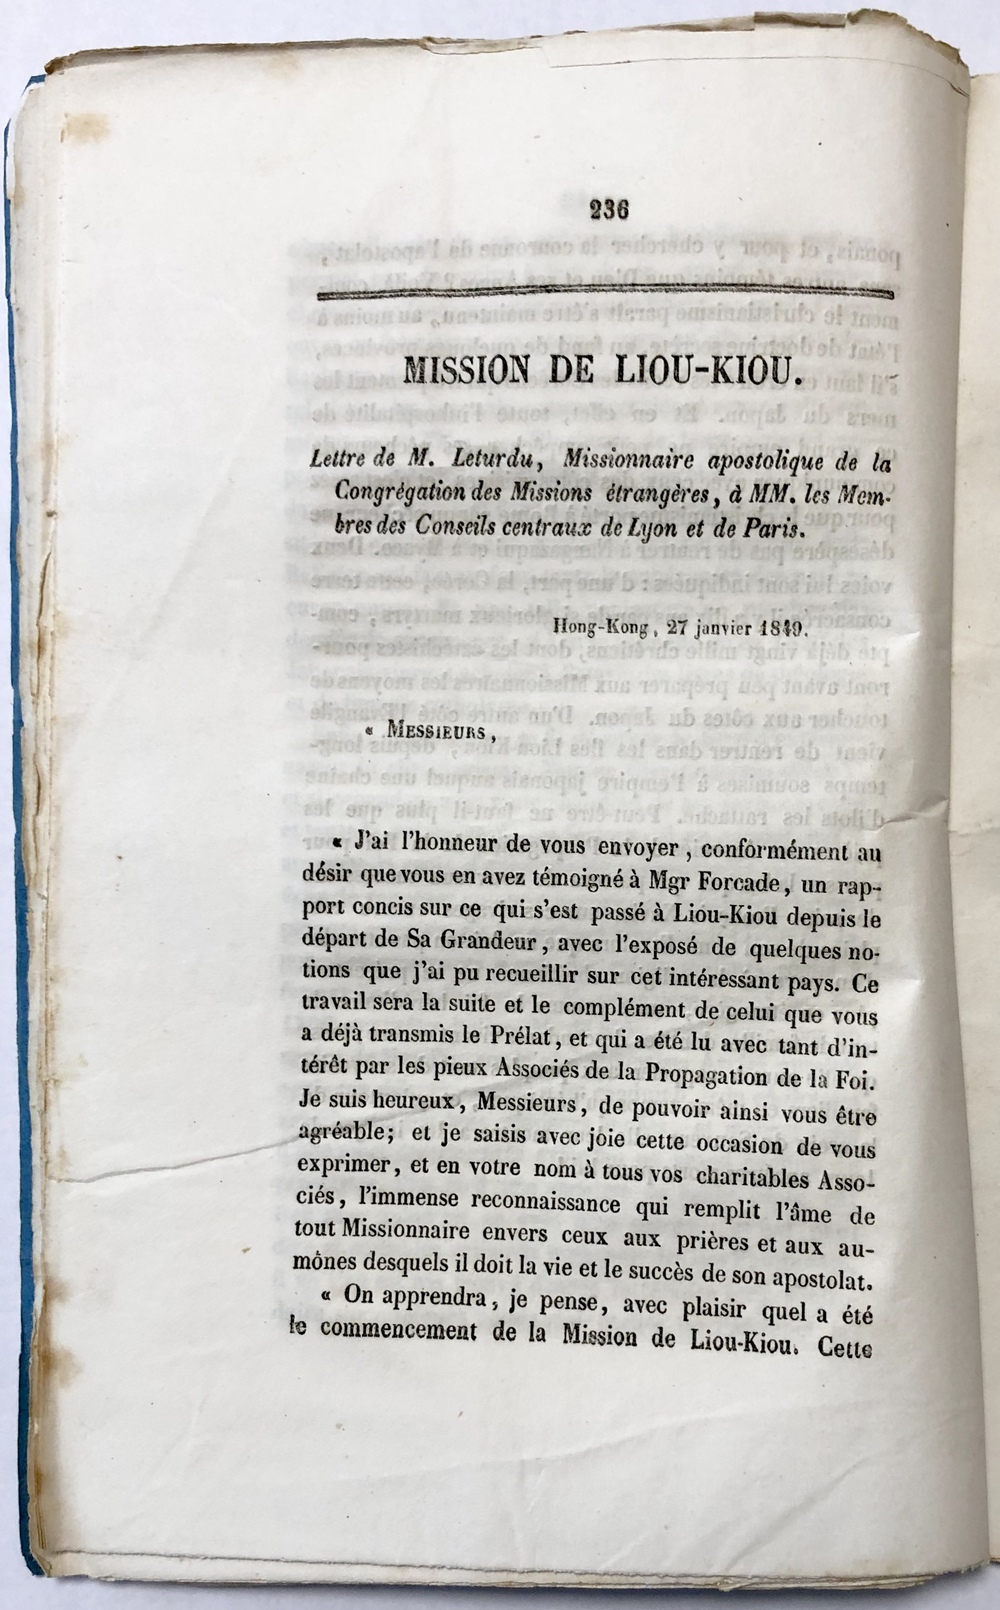 236
MISSION DE LIOU-KIOU.
Lettre de M. Leturdu, Missionnaire apostolique de la
Congrégation des Missions étrangères, à MM. les Mem-
bres des Conseils centraux de Lyon et de Paris.
Hong-Kong, 27 janvier 1849.
« MESSIEURS,
« J'ai l'honneur de vous envoyer, conformément au
désir que vous en avez témoigné à Mgr Forcade, un rap-
port concis sur ce qui s'est passé à Liou-Kiou depuis le
départ de Sa Grandeur, avec l'exposé de quelques no-
tions que j'ai pu recueillir sur cet intéressant pays. Ce
travail sera la suite et le complément de celui que vous
a déjà transmis le Prélat, et qui a été lu avec tant d'in-
térêt par les pieux Associés de la Propagation de la Foi.
Je suis heureux, Messieurs, de pouvoir ainsi vous être
agréable; et je saisis avec joie cette occasion de vous
exprimer, et en votre nom à tous vos charitables Asso-
ciés, l'immense reconnaissance qui remplit l'âme de
tout Missionnaire envers ceux aux prières et aux au-
mônes desquels il doit la vie et le succès de son apostolat.
« On apprendra, je pense, avec plaisir quel a été
le commencement de la Mission de Liou-Kiou. Cette